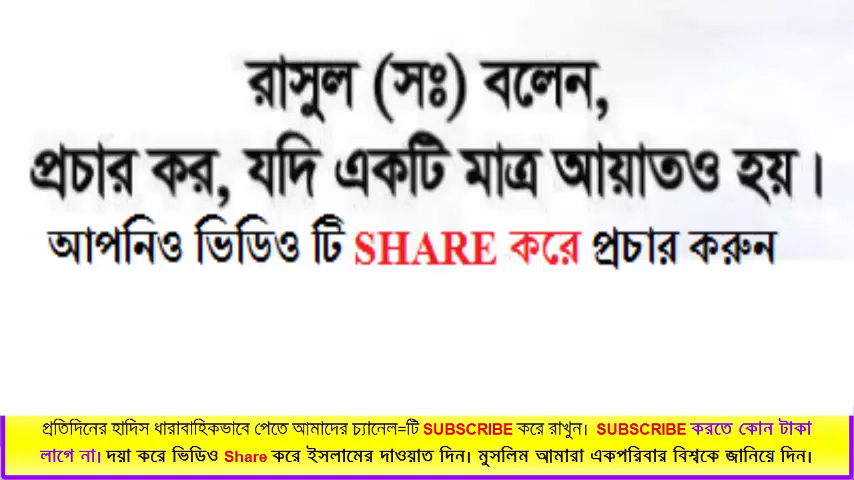 রাসুল (সঃ) বলেন,
প্রচার কর, যদি একটি মাত্র আয়াতও হয়।
আপনিও ভিডিও টি SHARE করে প্রচার করুন
প্রতিদিনের হাদিস ধারাবাহিকভাবে পেতে আমাদের চ্যানেল=টি SUBSCRIBE করে রাখুন। SUBSCRIBE করতে কোন টাকা
লাগে না। দয়া করে ভিডিও Share করে ইসলামের দাওয়াত দিন। মুসলিম আমারা একপরিবার বিশ্বকে জানিয়ে দিন।